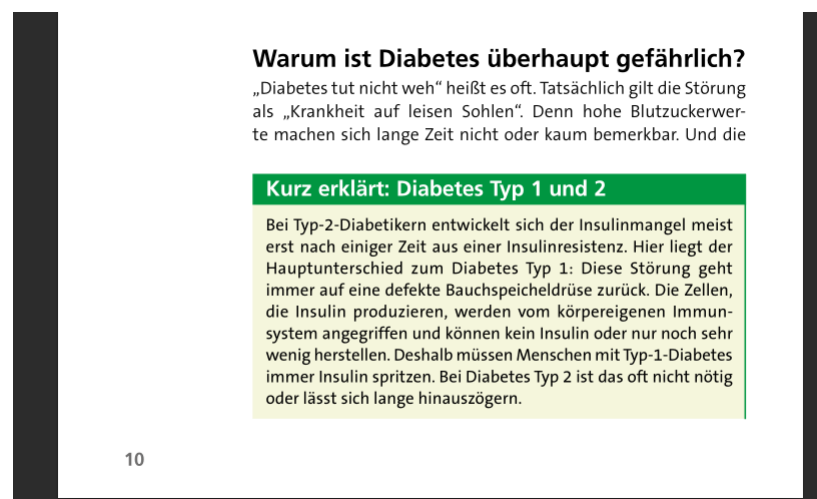 Warum ist Diabetes überhaupt gefährlich?
„Diabetes tut nicht weh“ heißt es oft. Tatsächlich gilt die Störung
als „Krankheit auf leisen Sohlen“. Denn hohe Blutzuckerwer-
te machen sich lange Zeit nicht oder kaum bemerkbar. Und die
Kurz erklärt: Diabetes Typ 1 und 2
Bei Typ-2-Diabetikern entwickelt sich der Insulinmangel meist
erst nach einiger Zeit aus einer Insulinresistenz. Hier liegt der
Hauptunterschied zum Diabetes Typ 1: Diese Störung geht
immer auf eine defekte Bauchspeicheldrüse zurück. Die Zellen,
die Insulin produzieren, werden vom körpereigenen Immun-
system angegriffen und können kein Insulin oder nur noch sehr
wenig herstellen. Deshalb müssen Menschen mit Typ-1-Diabetes
immer Insulin spritzen. Bei Diabetes Typ 2 ist das oft nicht nötig
oder lässt sich lange hinauszögern.
10